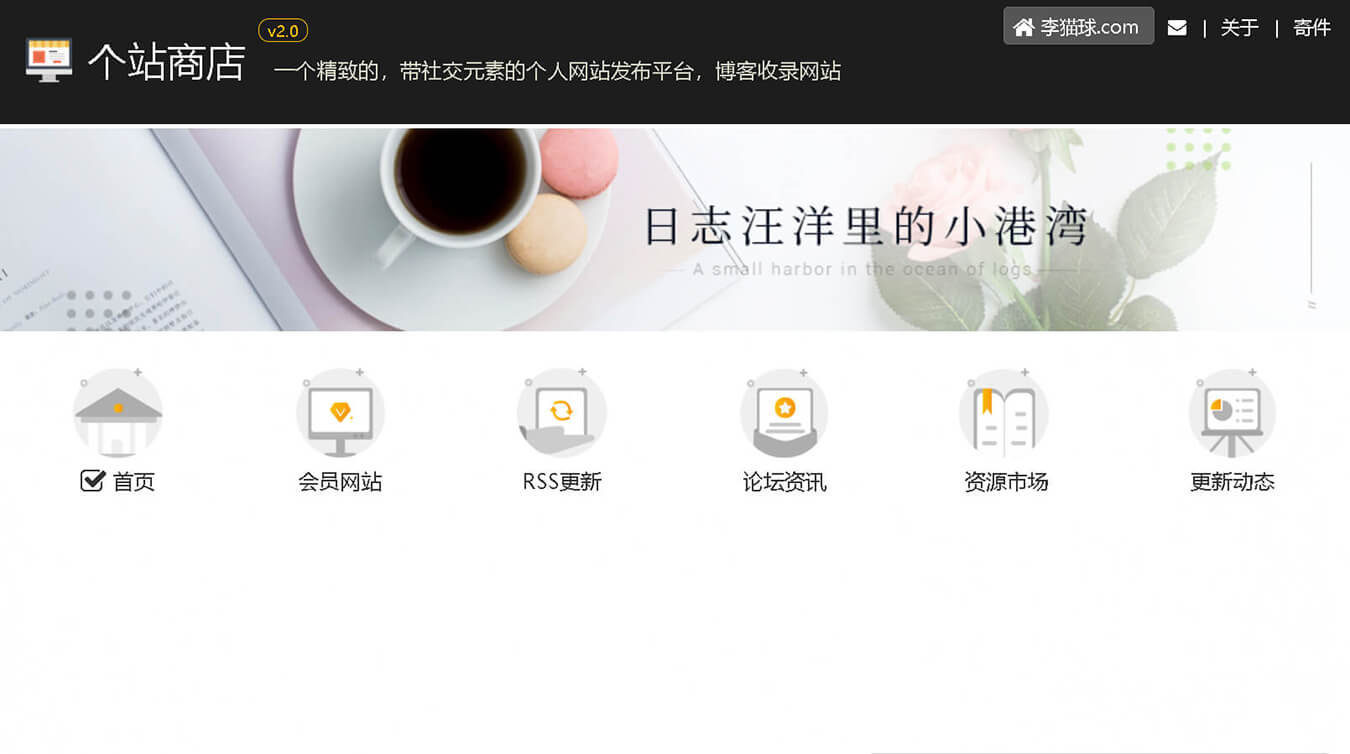 v2.0
个站商店
一个精致的，带社交元素的个人网站发布平台，博客收录网站
李猫球.com | 关于 | 寄件
日志汪洋里的小港湾
A small harbor in the ocean of logs
首页
会员网站
RSS更新
论坛资讯
资源市场
更新动态